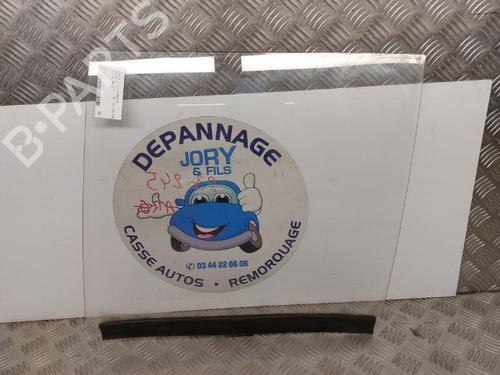 B-PARTS
DEPANNAGE
JORY
& FILS
03 44 22 06 06
CASSE AUTOS • REMORQUAGE